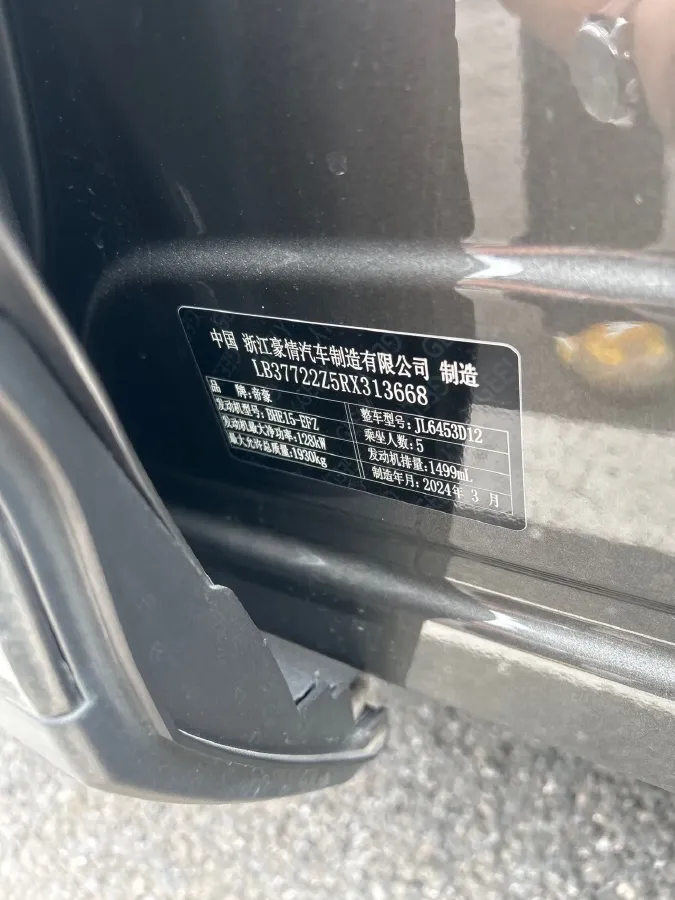 中国 浙江豪情汽车制造有限公司 制造
LB37722Z5RX313668
品 牌:帝豪
整车型号:JL6453D12
发动机型号:BHE15-EFZ
乘坐人数:5
发动机最大净功率:128kW
发动机排量:1499mL
最大允许总质量:1930kg
制造年月:2024年 3 月